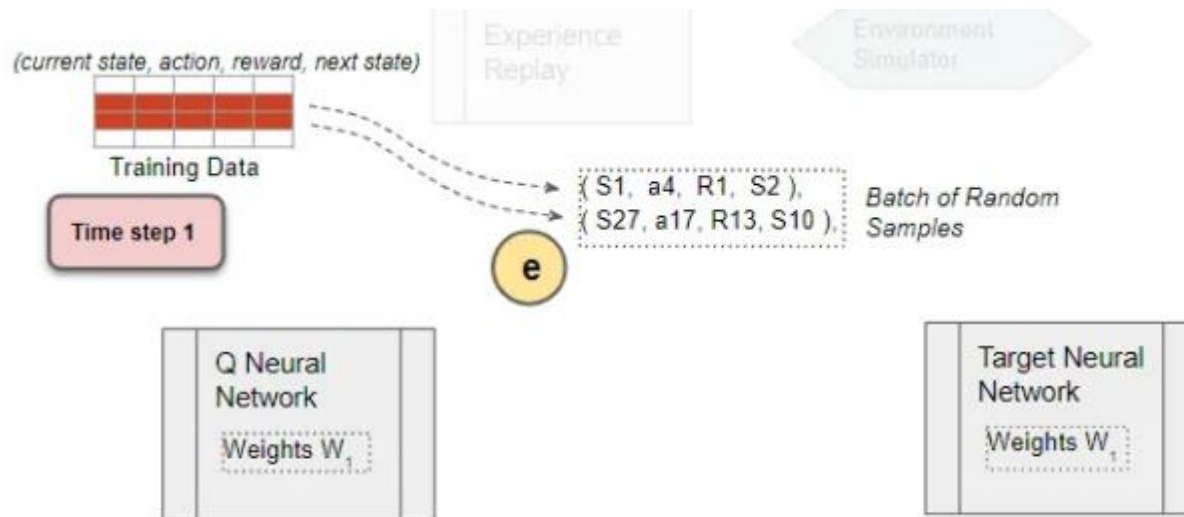 Experience
Replay
Environment
Simulator
(current state, action, reward, next state)
Training Data
Time step 1
( S1, a4, R1, S2 ),
( S27, a17, R13, S10 ),
Batch of Random
Samples
e
Q Neural
Network
Weights W1
Target Neural
Network
Weights W1